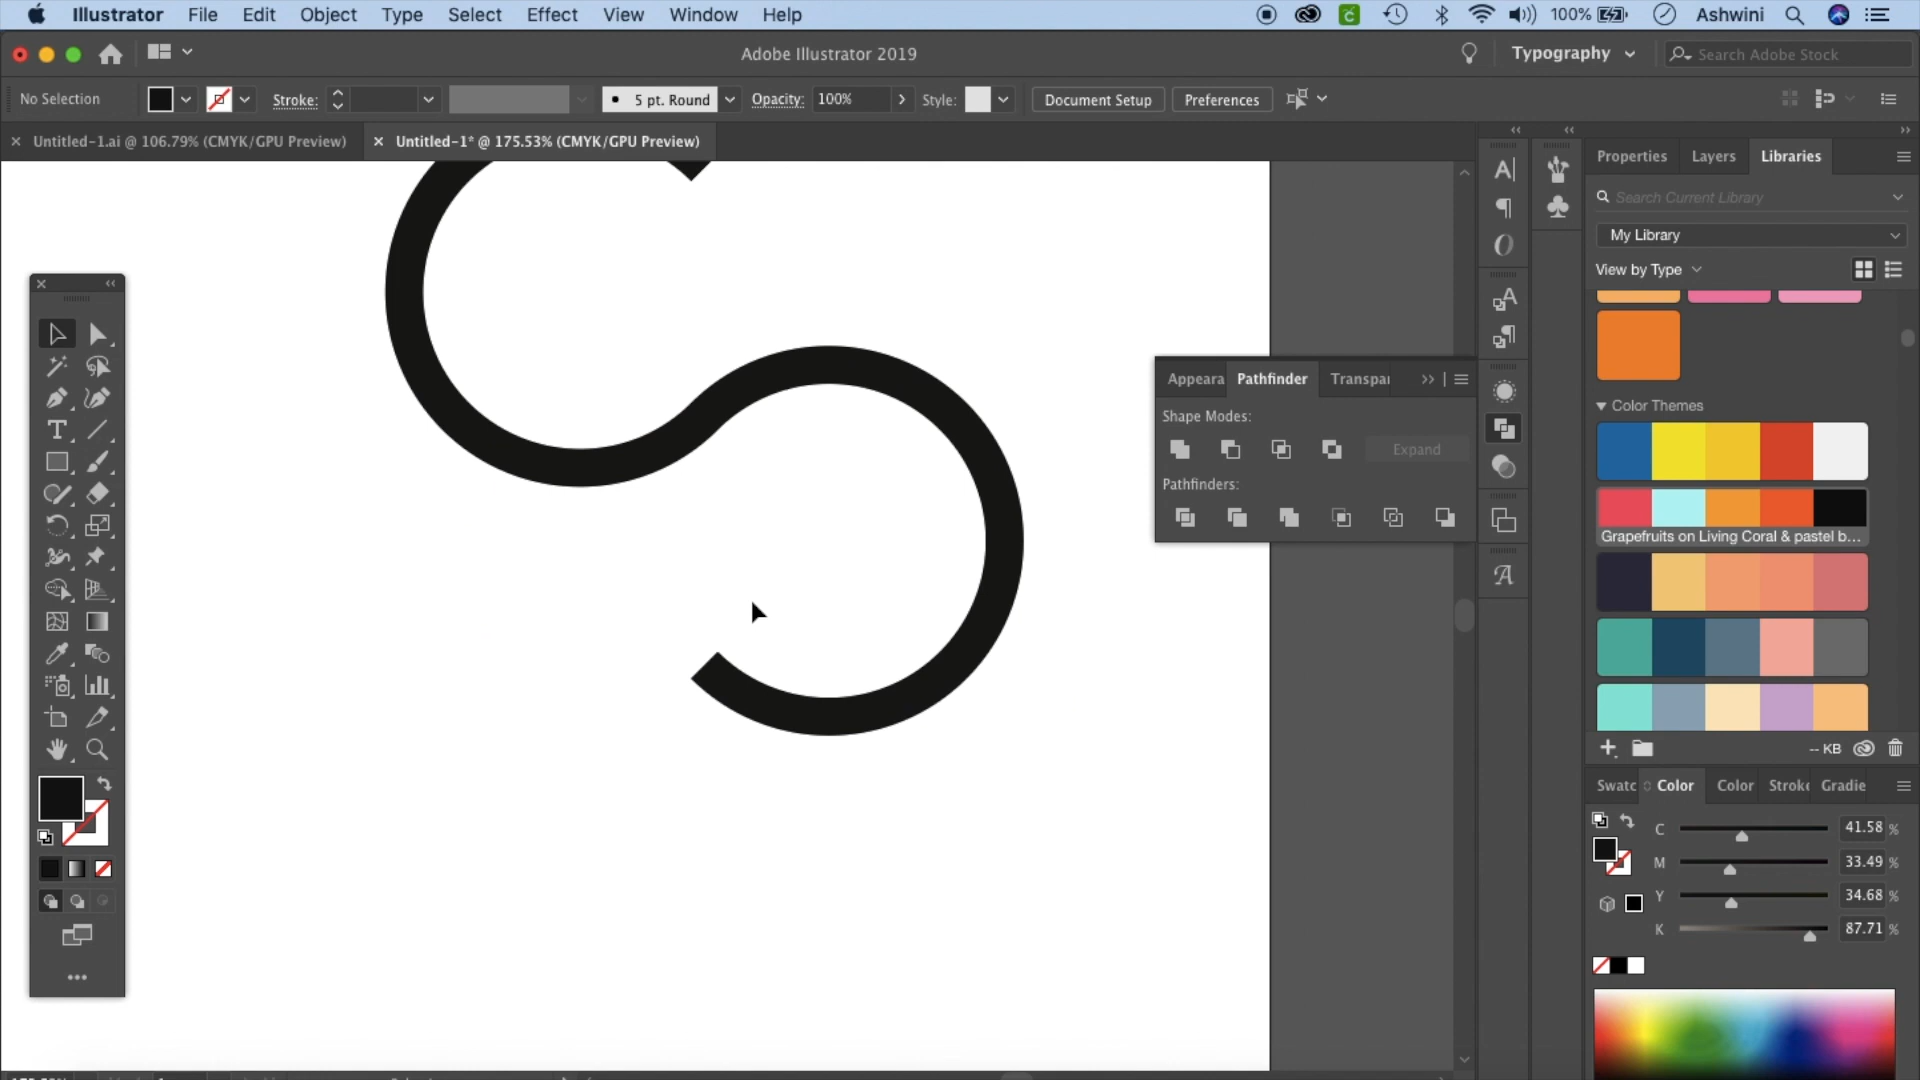 Illustrator File Edit Object Type Select Effect View Window Help 100% Ashwini
Adobe Illustrator 2019 Typography Search Adobe Stock
No Selection Stroke: 5 pt. Round Opacity: 100% Style: Document Setup Preferences
Untitled-1.ai @ 106.79% (CMYK/GPU Preview) Untitled-1* @ 175.53% (CMYK/GPU Preview)
Properties Layers Libraries
Search Current Library
My Library
View by Type
Appeara Pathfinder Transpar
Shape Modes:
Expand
Pathfinders:
Color Themes
Grapefruits on Living Coral & pastel b...
-- KB
Swatc Color Color Stroke Gradie
C 41.58 %
M 33.49 %
Y 34.68 %
K 87.71 %